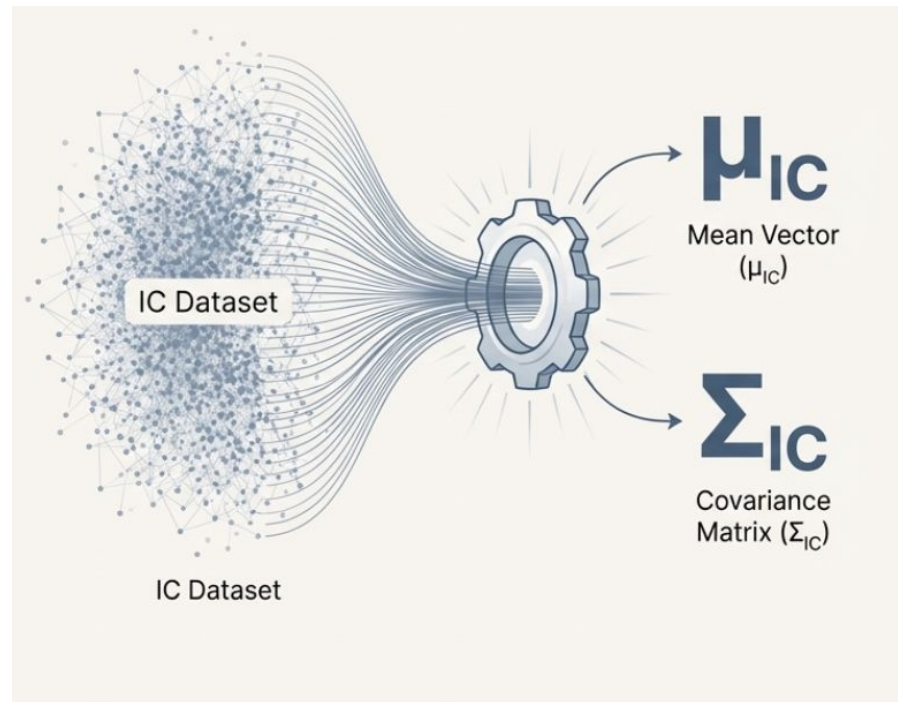 IC Dataset
IC Dataset
μIC
Mean Vector
(μIC)
ΣIC
Covariance
Matrix (ΣIC)